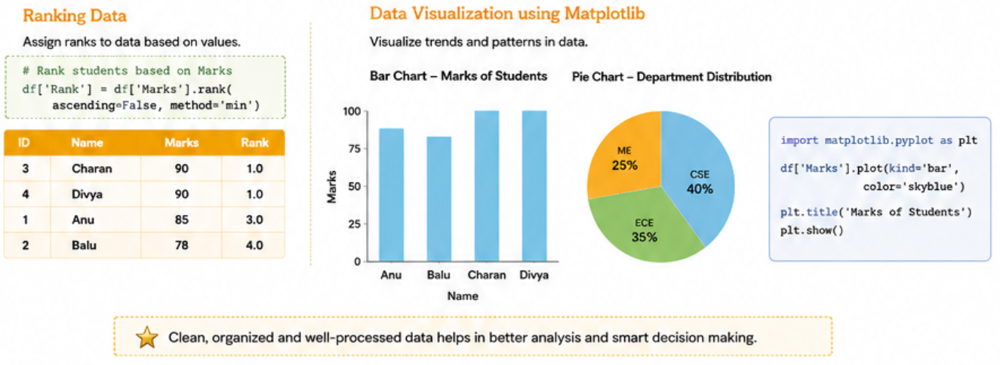 Ranking Data
Assign ranks to data based on values.
# Rank students based on Marks
df['Rank'] = df['Marks'].rank(
ascending=False, method='min')
ID Name Marks Rank
3 Charan 90 1.0
4 Divya 90 1.0
1 Anu 85 3.0
2 Balu 78 4.0
Data Visualization using Matplotlib
Visualize trends and patterns in data.
Bar Chart – Marks of Students
Marks
100
75
50
25
0
Anu Balu Charan Divya
Name
Pie Chart – Department Distribution
ME
25%
CSE
40%
ECE
35%
import matplotlib.pyplot as plt
df['Marks'].plot(kind='bar',
color='skyblue')
plt.title('Marks of Students')
plt.show()
Clean, organized and well-processed data helps in better analysis and smart decision making.